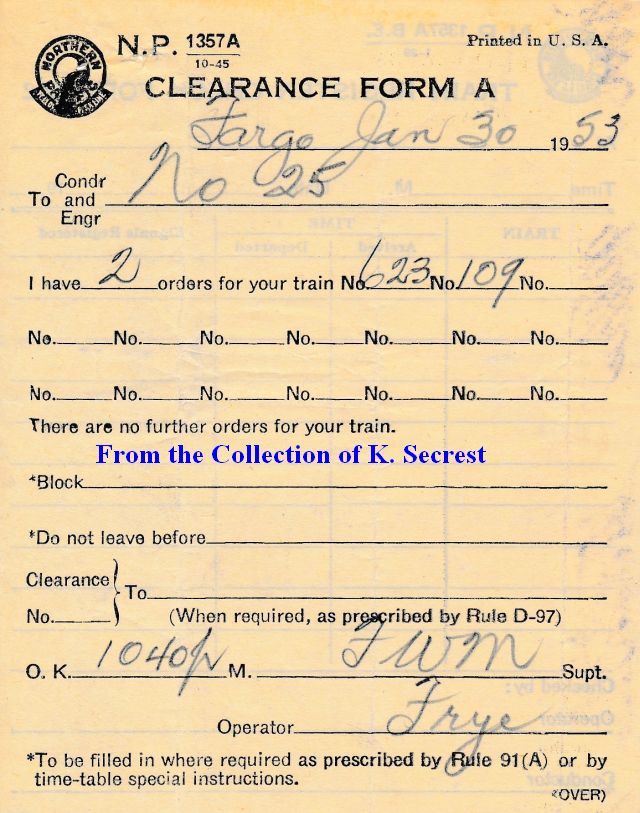 NORTHERN PACIFIC
N.P. 1357A
10-45
Printed in U. S. A.
CLEARANCE FORM A
Fargo Jan 30 1953
To Condr and Engr No 25
I have 2 orders for your train No. 623 No. 109 No.
No. No. No. No. No. No. No.
No. No. No. No. No. No. No.
There are no further orders for your train.
From the Collection of K. Secrest
*Block
*Do not leave before
Clearance No. } To
(When required, as prescribed by Rule D-97)
O. K. 1040p M. FWM Supt.
Operator Frye
*To be filled in where required as prescribed by Rule 91(A) or by
time-table special instructions.
(OVER)